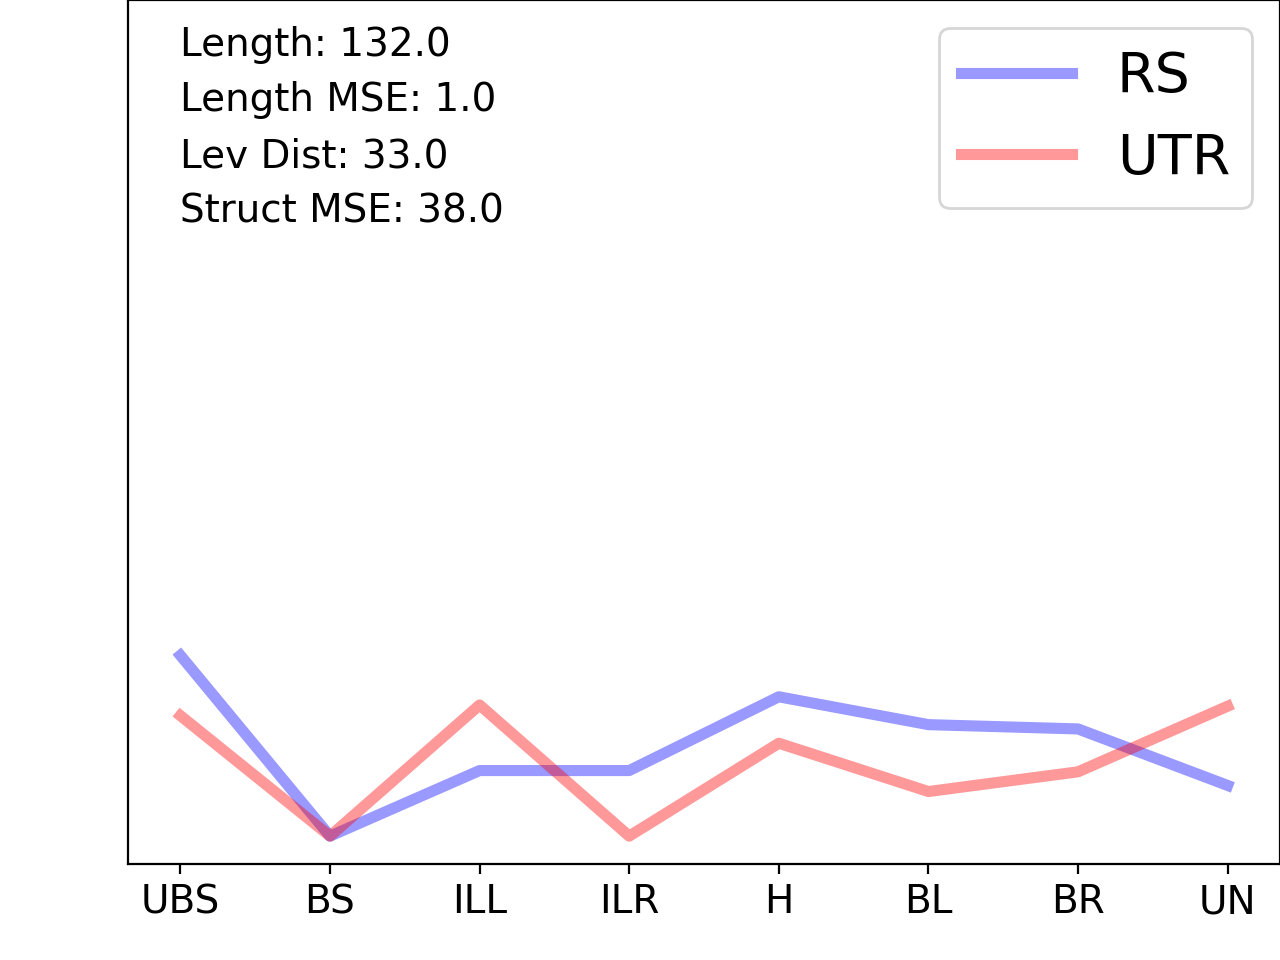 Length: 132.0
Length MSE: 1.0
Lev Dist: 33.0
Struct MSE: 38.0
RS
UTR
UBS BS ILL ILR H BL BR UN